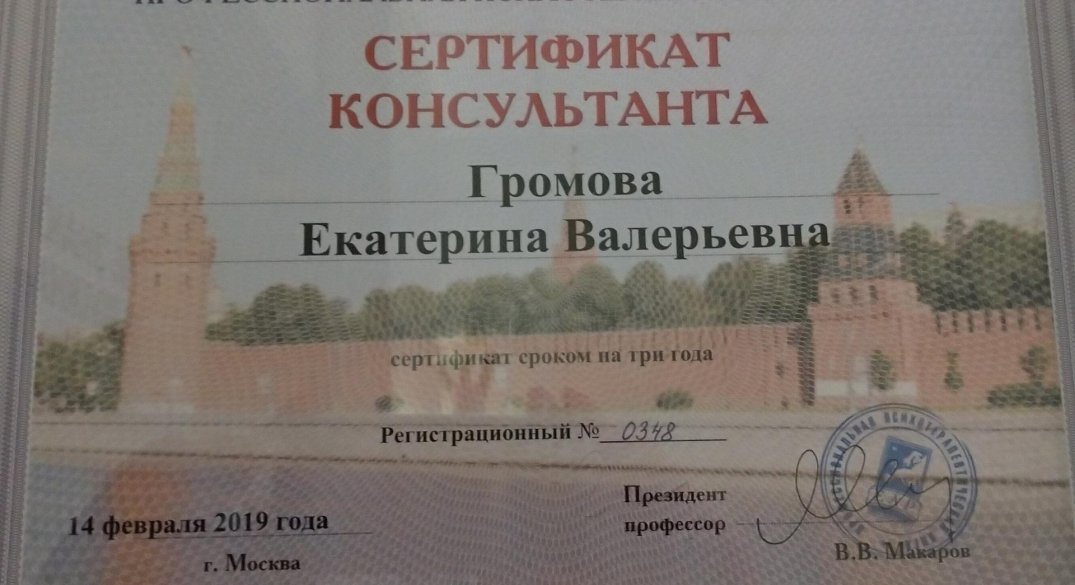 СЕРТИФИКАТ
КОНСУЛЬТАНТА
Громова
Екатерина Валерьевна
сертификат сроком на три года
Регистрационный № 0348
14 февраля 2019 года
г. Москва
Президент
профессор
В.В. Макаров